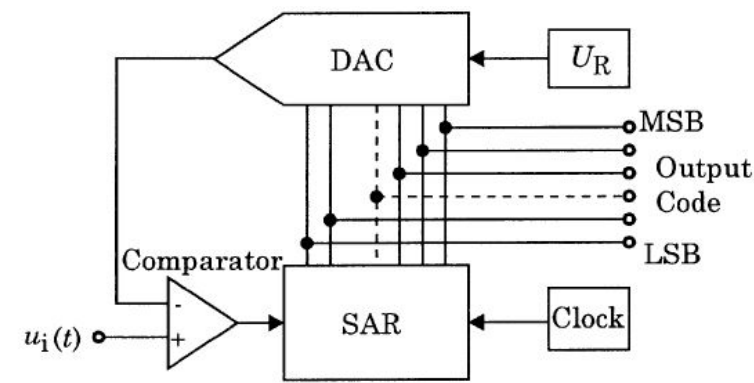 DAC
U_R
MSB
Output
Code
LSB
Comparator
-
+
u_i(t)
SAR
Clock